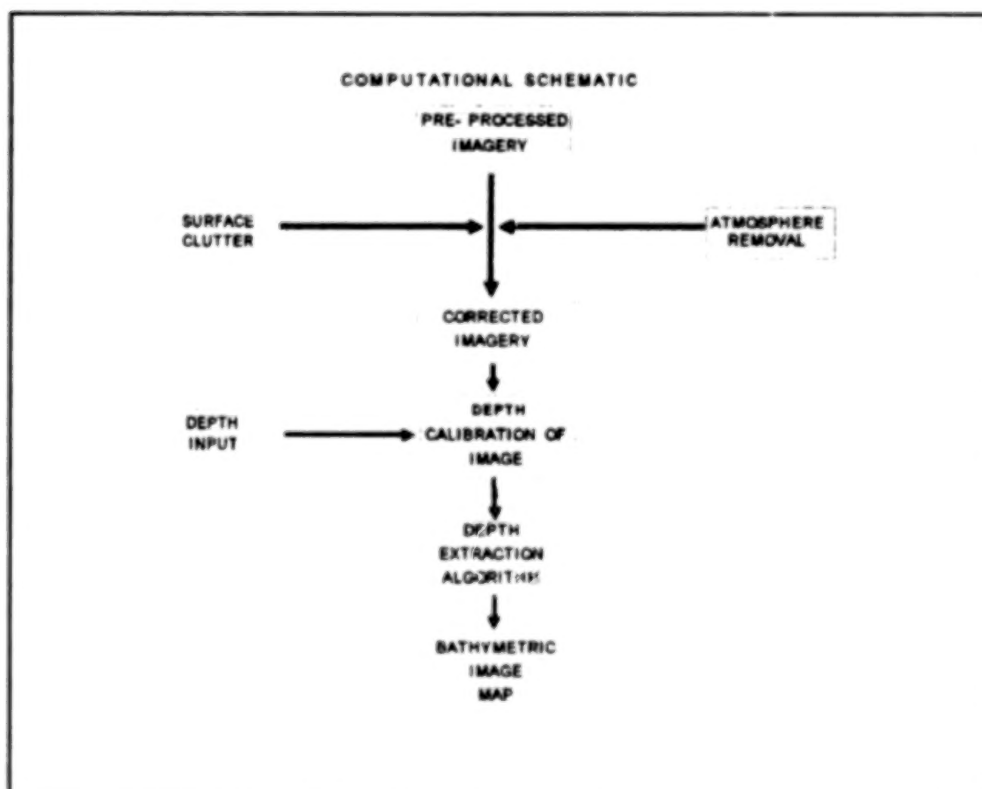 COMPUTATIONAL SCHEMATIC
PRE- PROCESSED
IMAGERY
SURFACE
CLUTTER
ATMOSPHERE
REMOVAL
CORRECTED
IMAGERY
DEPTH
INPUT
DEPTH
CALIBRATION OF
IMAGE
DEPTH
EXTRACTION
ALGORITHM
BATHYMETRIC
IMAGE
MAP